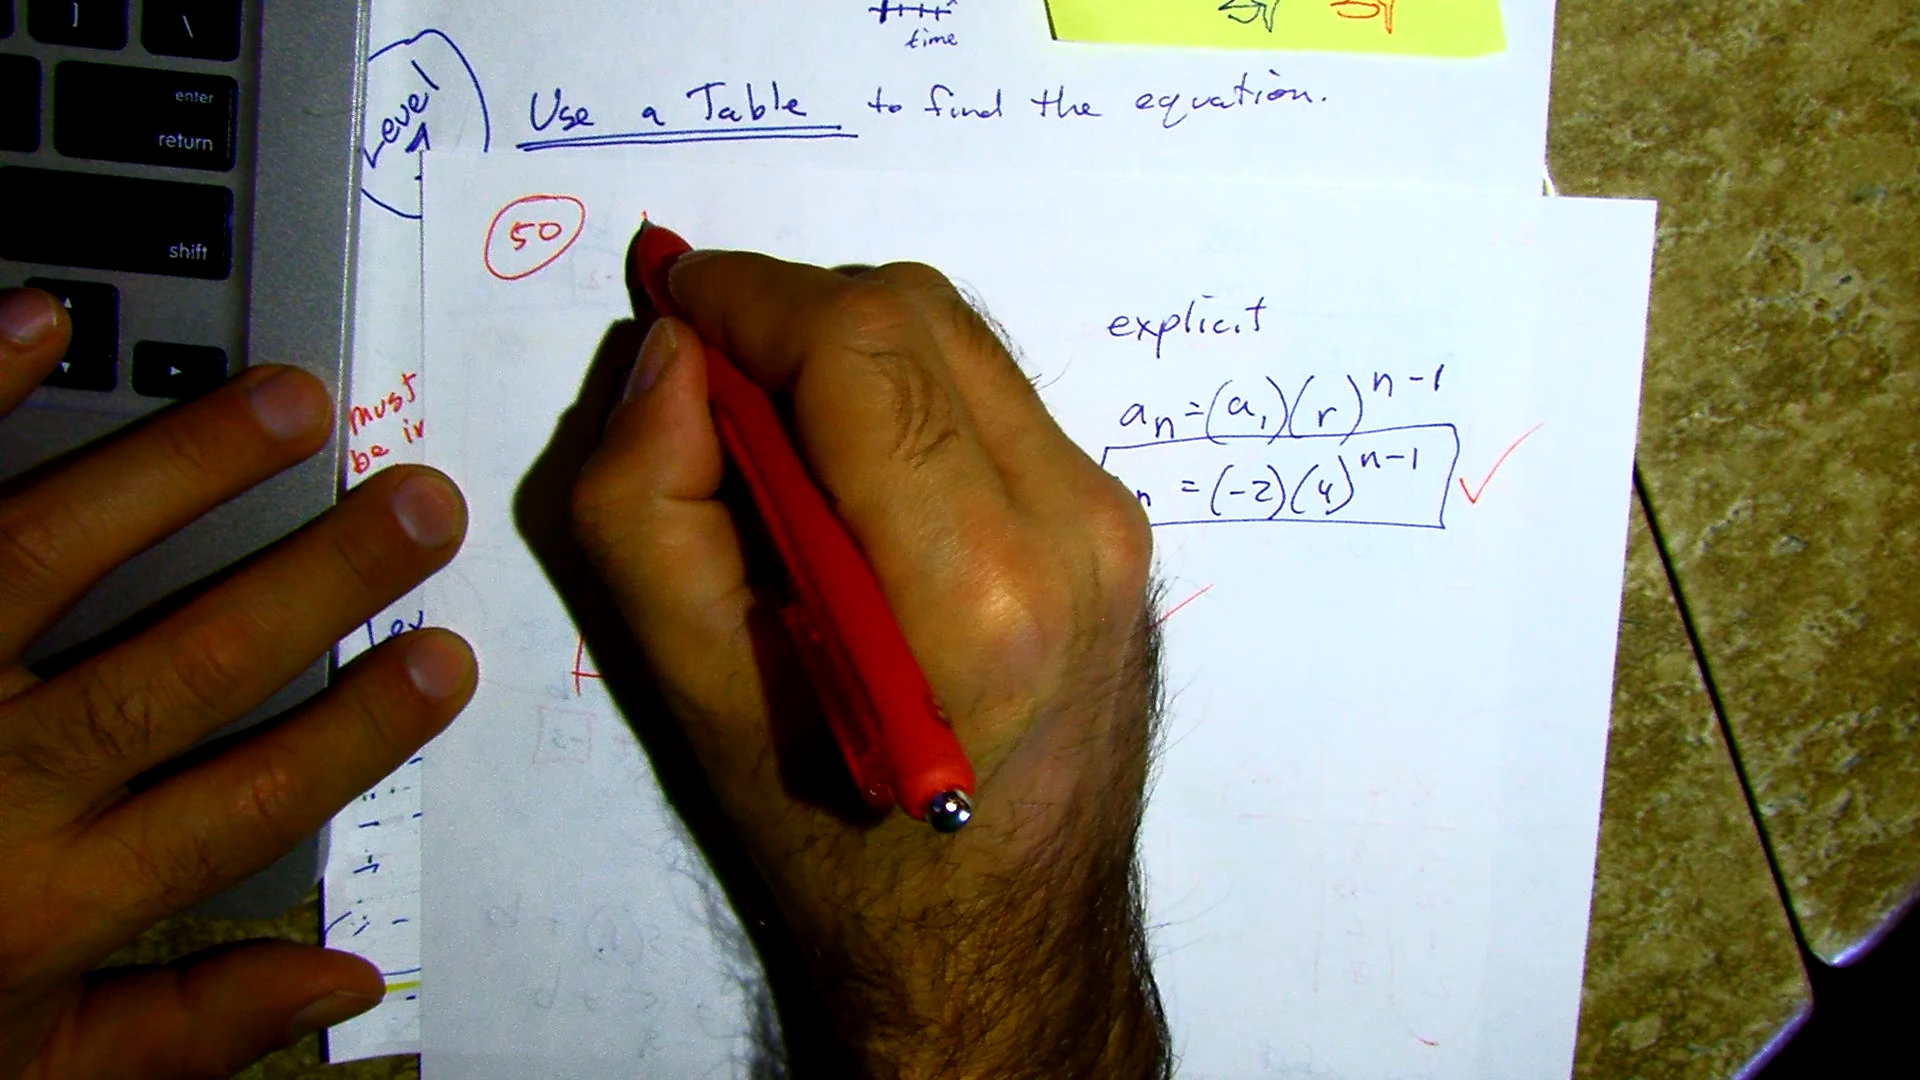 ] \
enter
return
shift
time
Level
Use a Table to find the equation.
50
explicit
aₙ=(a₁)(r)ⁿ⁻¹
ₙ =(-2)(4)ⁿ⁻¹
must
be in
Lev